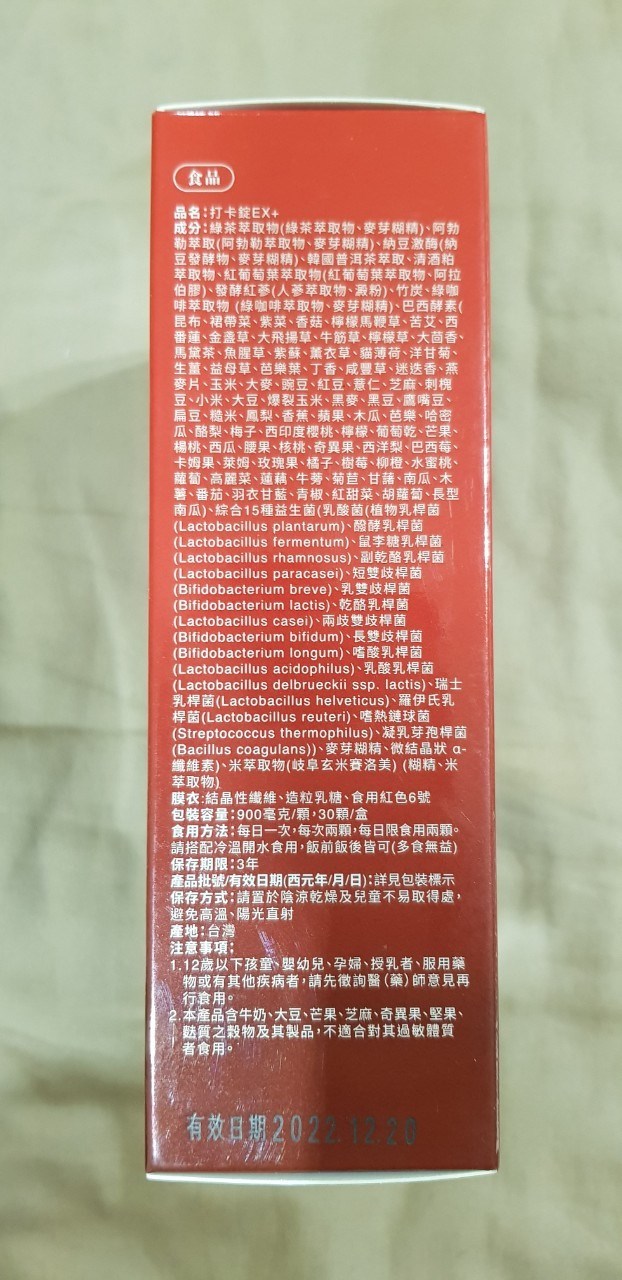 食品
品名:打卡錠EX+
成分:綠茶萃取物(綠茶萃取物、麥芽糊精)、阿勃
勒萃取(阿勃勒萃取物、麥芽糊精)、納豆激酶(納
豆發酵物、麥芽糊精)、韓國普洱茶萃取、清酒粕
萃取物、紅葡萄葉萃取物(紅葡萄葉萃取物、阿拉
伯膠)、發酵紅蔘(人蔘萃取物、澱粉)、竹炭、綠咖
啡萃取物 (綠咖啡萃取物、麥芽糊精)、巴西酵素(
昆布、裙帶菜、紫菜、香菇、檸檬馬鞭草、苦艾、西
番蓮、金盞草、大飛揚草、牛筋草、檸檬草、大茴香、
馬黛茶、魚腥草、紫蘇、薰衣草、貓薄荷、洋甘菊、
生薑、益母草、芭樂葉、丁香、咸豐草、迷迭香、燕
麥片、玉米、大麥、豌豆、紅豆、薏仁、芝麻、刺槐
豆、小米、大豆、爆裂玉米、黑麥、黑豆、鷹嘴豆、
扁豆、糙米、鳳梨、香蕉、蘋果、木瓜、芭樂、哈密
瓜、酪梨、梅子、西印度櫻桃、檸檬、葡萄乾、芒果、
楊桃、西瓜、腰果、核桃、奇異果、西洋梨、巴西莓、
卡姆果、萊姆、玫瑰果、橘子、樹莓、柳橙、水蜜桃、
蘿蔔、高麗菜、蓮藕、牛蒡、菊苣、甘藷、南瓜、木
薯、番茄、羽衣甘藍、青椒、紅甜菜、胡蘿蔔、長型
南瓜)、綜合15種益生菌(乳酸菌(植物乳桿菌
(Lactobacillus plantarum)、醱酵乳桿菌
(Lactobacillus fermentum)、鼠李糖乳桿菌
(Lactobacillus rhamnosus)、副乾酪乳桿菌
(Lactobacillus paracasei)、短雙歧桿菌
(Bifidobacterium breve)、乳雙歧桿菌
(Bifidobacterium lactis)、乾酪乳桿菌
(Lactobacillus casei)、兩歧雙歧桿菌
(Bifidobacterium bifidum)、長雙歧桿菌
(Bifidobacterium longum)、嗜酸乳桿菌
(Lactobacillus acidophilus)、乳酸乳桿菌
(Lactobacillus delbrueckii ssp. lactis)、瑞士
乳桿菌(Lactobacillus helveticus)、羅伊氏乳
桿菌(Lactobacillus reuteri)、嗜熱鏈球菌
(Streptococcus thermophilus)、凝乳芽孢桿菌
(Bacillus coagulans))、麥芽糊精、微結晶狀 α-
纖維素)、米萃取物(岐阜玄米賽洛美) (糊精、米
萃取物)
膜衣:結晶性纖維、造粒乳糖、食用紅色6號
包裝容量:900毫克/顆,30顆/盒
食用方法:每日一次,每次兩顆,每日限食用兩顆。
請搭配冷溫開水食用,飯前飯後皆可(多食無益)
保存期限:3年
產品批號/有效日期(西元年/月/日):詳見包裝標示
保存方式:請置於陰涼乾燥及兒童不易取得處,
避免高溫、陽光直射
產地:台灣
注意事項:
1.12歲以下孩童、嬰幼兒、孕婦、授乳者、服用藥
物或有其他疾病者,請先徵詢醫(藥)師意見再
行食用。
2.本產品含牛奶、大豆、芒果、芝麻、奇異果、堅果、
麩質之穀物及其製品,不適合對其過敏體質
者食用。
有效日期2022.12.28